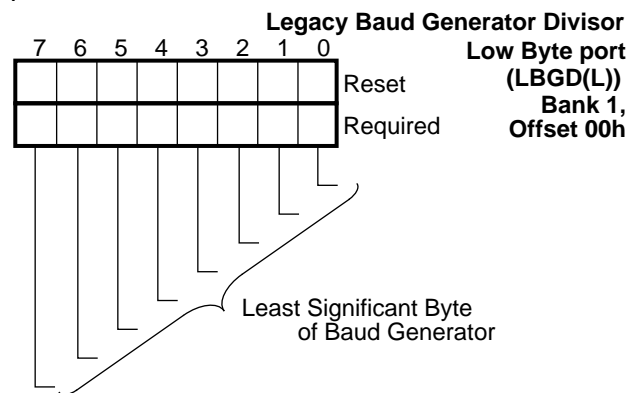 Legacy Baud Generator Divisor
Low Byte port
(LBGD(L))
Bank 1,
Offset 00h
7 6 5 4 3 2 1 0
Reset
Required
Least Significant Byte
of Baud Generator